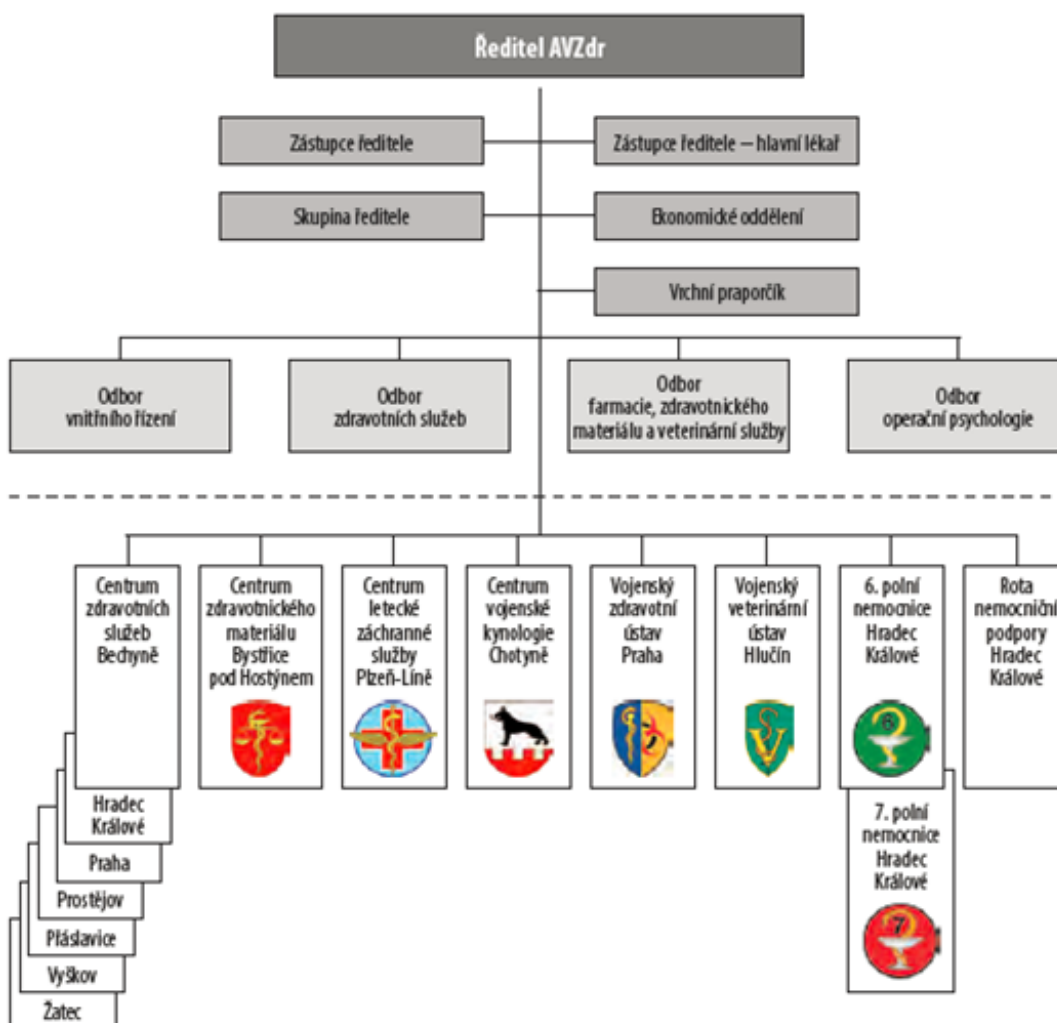 Ředitel AVZdr
Zástupce ředitele
Zástupce ředitele – hlavní lékař
Skupina ředitele
Ekonomické oddělení
Vrchní praporčík
Odbor
vnitřního řízení
Odbor
zdravotních služeb
Odbor
farmacie, zdravotnického
materiálu a veterinární služby
Odbor
operační psychologie
Centrum
zdravotních
služeb
Bechyně
Centrum
zdravotnického
materiálu
Bystřice
pod Hostýnem
Centrum
letecké
záchranné
služby
Plzeň-Líně
Centrum
vojenské
kynologie
Chotyně
Vojenský
zdravotní
ústav
Praha
Vojenský
veterinární
ústav
Hlučín
V
6. polní
nemocnice
Hradec
Králové
6
Rota
nemocniční
podpory
Hradec
Králové
Hradec
Králové
Praha
Prostějov
Přáslavice
Vyškov
Žatec
7. polní
nemocnice
Hradec
Králové
7